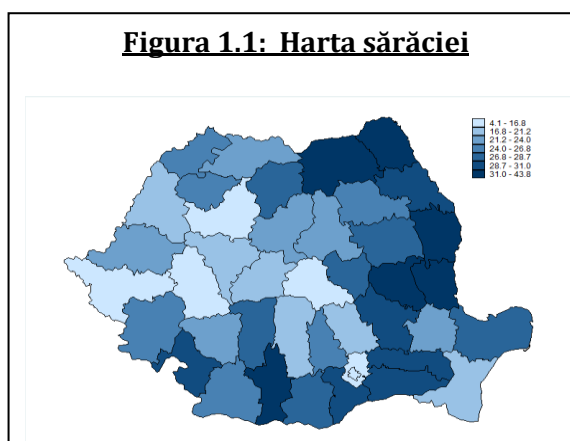 Figura 1.1: Harta sărăciei
4.1 - 16.8
16.8 - 21.2
21.2 - 24.0
24.0 - 26.8
26.8 - 28.7
28.7 - 31.0
31.0 - 43.8